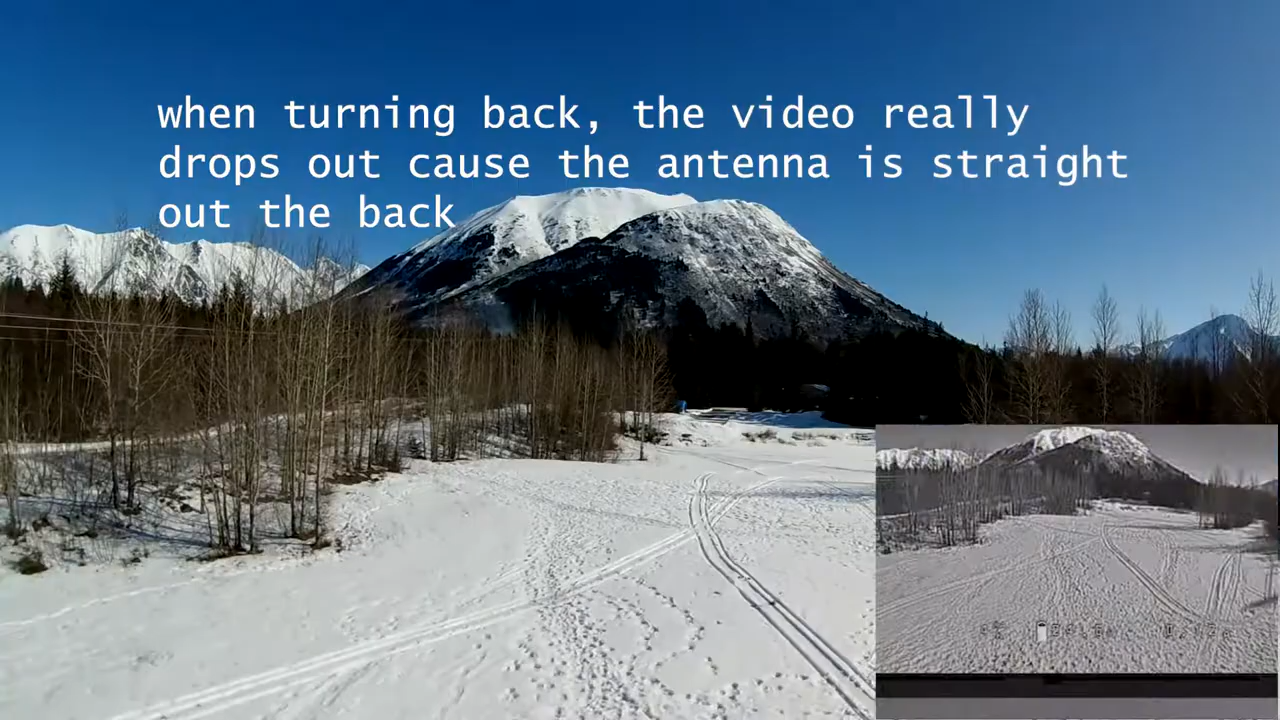 when turning back, the video really
drops out cause the antenna is straight
out the back